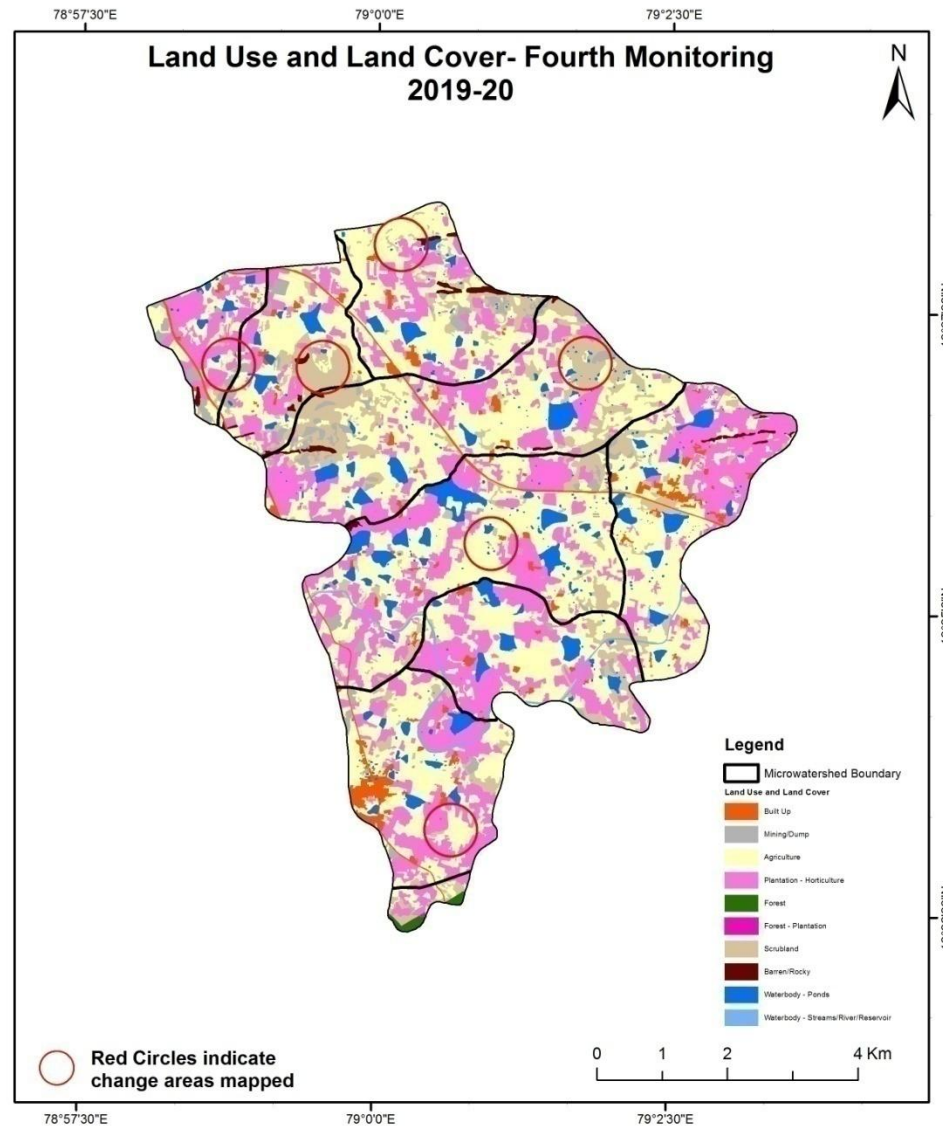 78°57'30"E 79°0'0"E 79°2'30"E
Land Use and Land Cover- Fourth Monitoring
2019-20
N
Legend
Microwatershed Boundary
Land Use and Land Cover
Built Up
Mining/Dump
Agriculture
Plantation - Horticulture
Forest
Forest - Plantation
Scrubland
Barren/Rocky
Waterbody - Ponds
Waterbody - Streams/River/Reservoir
Red Circles indicate
change areas mapped
0 1 2 4 Km
78°57'30"E 79°0'0"E 79°2'30"E